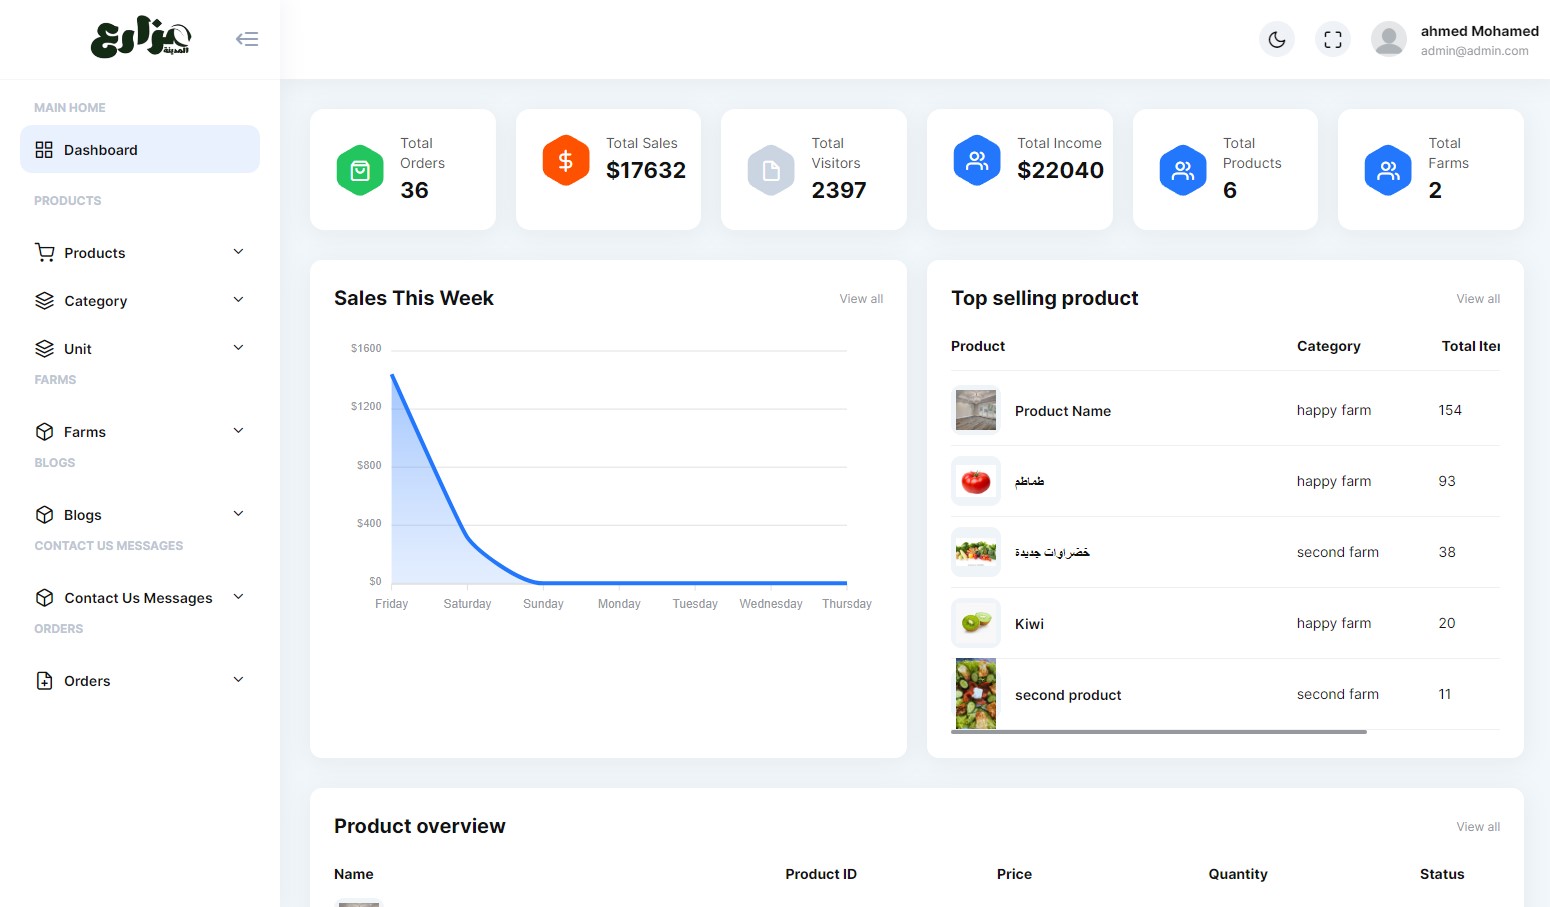 مزارع
المدينة
ahmed Mohamed
admin@admin.com
MAIN HOME
Dashboard
PRODUCTS
Products
Category
Unit
FARMS
Farms
BLOGS
Blogs
CONTACT US MESSAGES
Contact Us Messages
ORDERS
Orders
Total
Orders
36
Total Sales
$17632
Total
Visitors
2397
Total Income
$22040
Total
Products
6
Total
Farms
2
Sales This Week
View all
$1600
$1200
$800
$400
$0
Friday Saturday Sunday Monday Tuesday Wednesday Thursday
Top selling product
View all
Product Category Total Iter
Product Name happy farm 154
طماطم happy farm 93
خضراوات جديدة second farm 38
Kiwi happy farm 20
second product second farm 11
Product overview
View all
Name Product ID Price Quantity Status